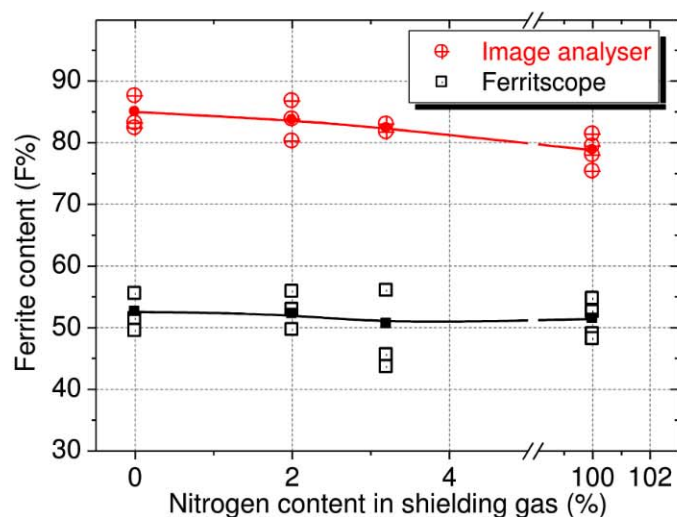 Image analyser
Ferritscope
Ferrite content (F%)
90
80
70
60
50
40
30
0 2 4 100 102
Nitrogen content in shielding gas (%)